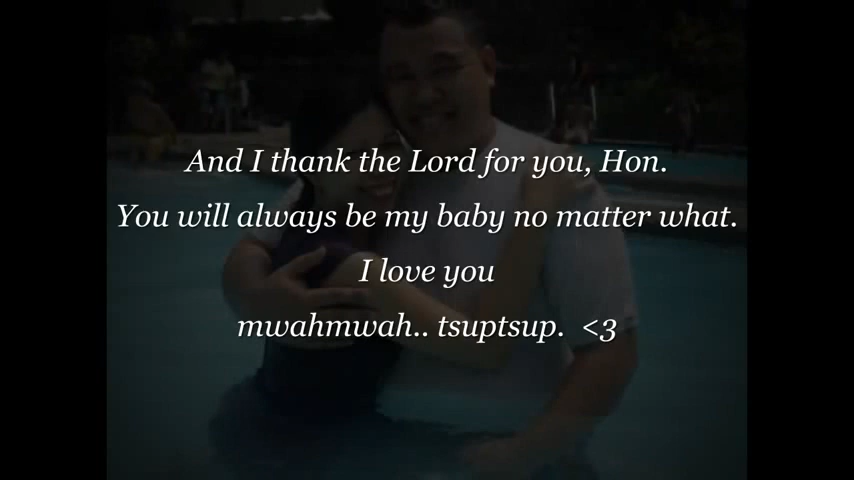 And I thank the Lord for you, Hon.
You will always be my baby no matter what.
I love you
mwahmwah.. tsuptsup.  <3